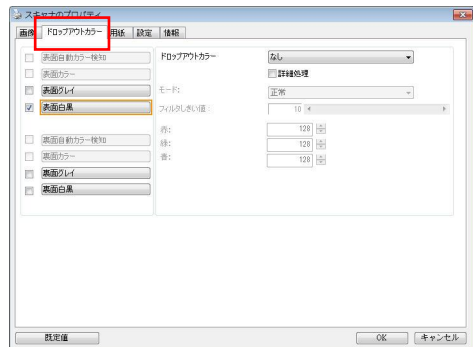 スキャナのプロパティ
画像 ドロップアウトカラー 用紙 設定 情報
表面自動カラー検知
表面カラー
表面グレイ
表面白黒
裏面自動カラー検知
裏面カラー
裏面グレイ
裏面白黒
ドロップアウトカラー なし
詳細処理
モード: 正常
フィルタしきい値: 10
赤: 128
緑: 128
青: 128
既定値 OK キャンセル